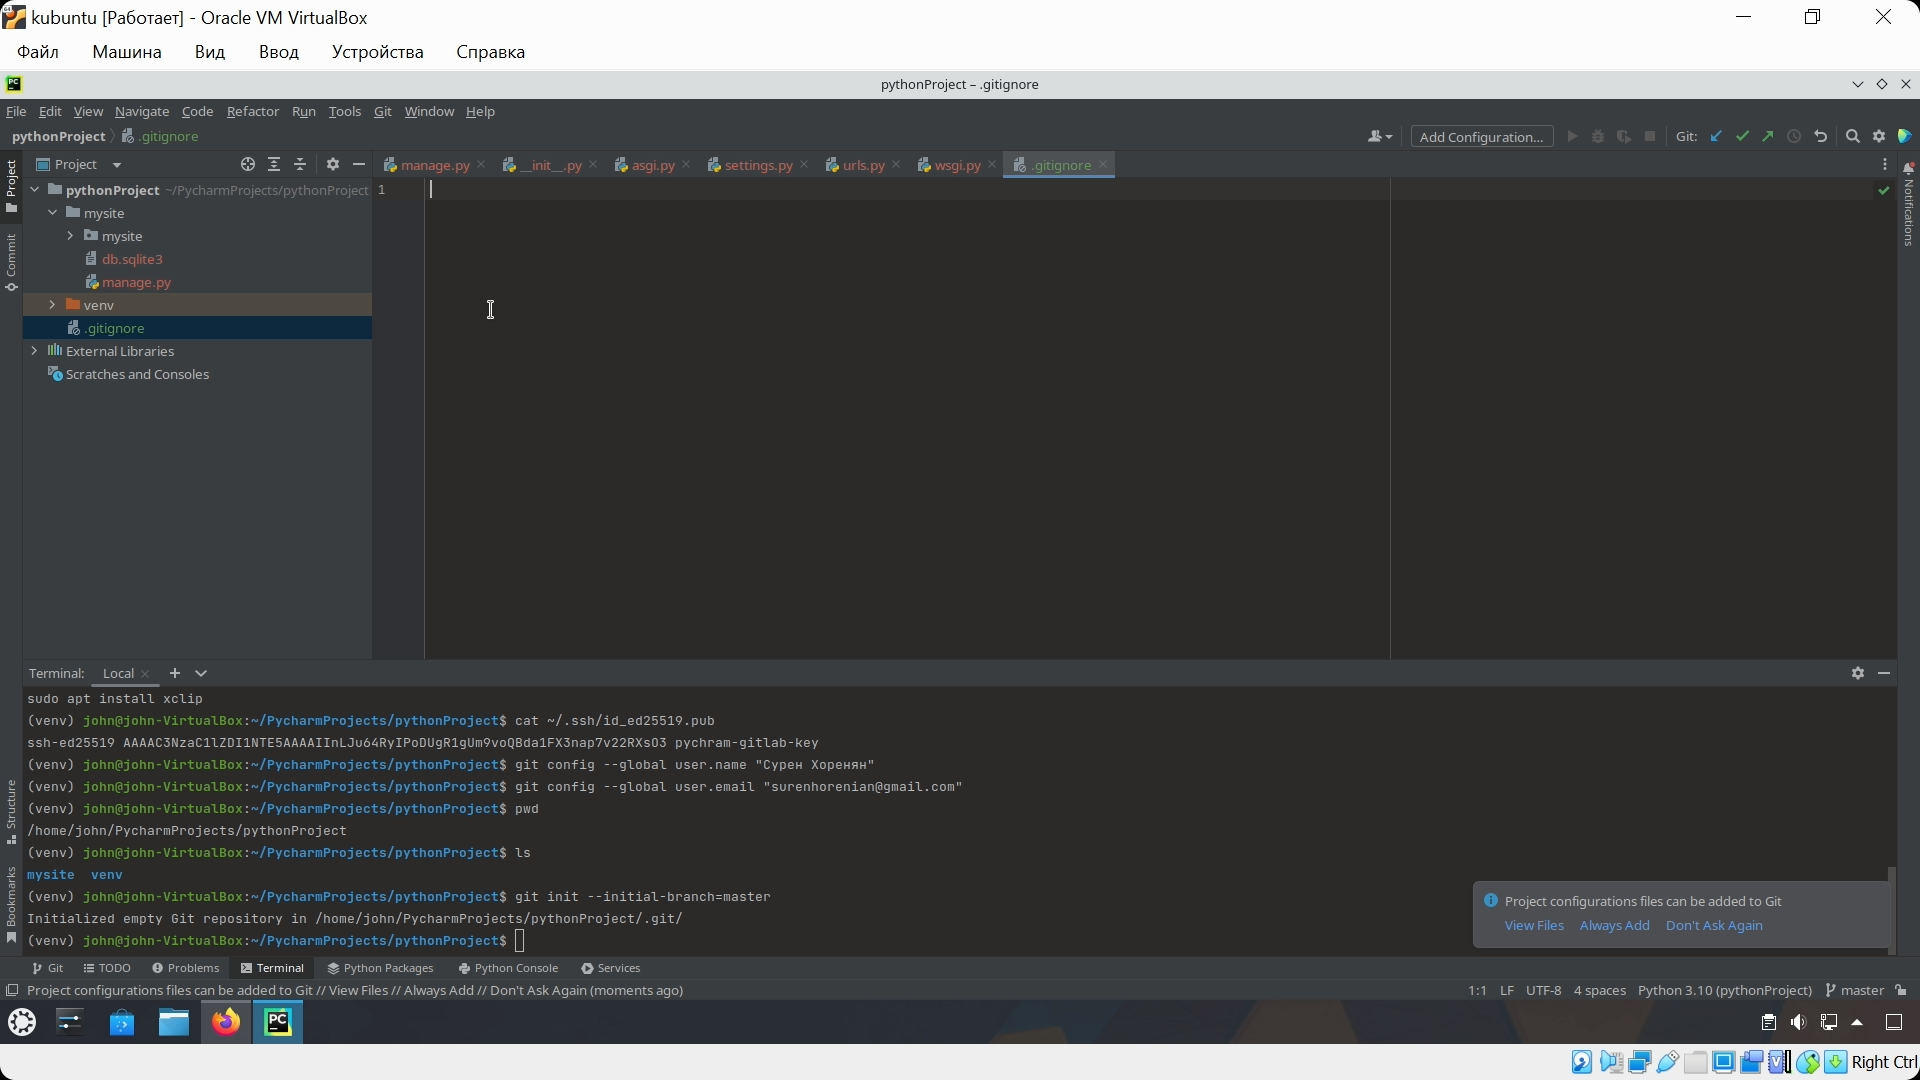 kubuntu [Работает] - Oracle VM VirtualBox
Файл Машина Вид Ввод Устройства Справка
pythonProject – .gitignore
File Edit View Navigate Code Refactor Run Tools Git Window Help
pythonProject .gitignore
Add Configuration... Git:
Project
manage.py __init__.py asgi.py settings.py urls.py wsgi.py .gitignore
pythonProject ~/PycharmProjects/pythonProject
mysite
mysite
db.sqlite3
manage.py
venv
.gitignore
External Libraries
Scratches and Consoles
1
Project
Commit
Structure
Bookmarks
Notifications
Terminal: Local
sudo apt install xclip
(venv) john@john-VirtualBox:~/PycharmProjects/pythonProject$ cat ~/.ssh/id_ed25519.pub
ssh-ed25519 AAAAC3NzaC1lZDI1NTE5AAAAIInLJu64RyIPoDUgR1gUm9voQBda1FX3nap7v22RXsO3 pychram-gitlab-key
(venv) john@john-VirtualBox:~/PycharmProjects/pythonProject$ git config --global user.name "Сурен Хоренян"
(venv) john@john-VirtualBox:~/PycharmProjects/pythonProject$ git config --global user.email "surenhorenian@gmail.com"
(venv) john@john-VirtualBox:~/PycharmProjects/pythonProject$ pwd
/home/john/PycharmProjects/pythonProject
(venv) john@john-VirtualBox:~/PycharmProjects/pythonProject$ ls
mysite venv
(venv) john@john-VirtualBox:~/PycharmProjects/pythonProject$ git init --initial-branch=master
Initialized empty Git repository in /home/john/PycharmProjects/pythonProject/.git/
(venv) john@john-VirtualBox:~/PycharmProjects/pythonProject$
Project configurations files can be added to Git
View Files Always Add Don't Ask Again
Git TODO Problems Terminal Python Packages Python Console Services
Project configurations files can be added to Git // View Files // Always Add // Don't Ask Again (moments ago)
1:1 LF UTF-8 4 spaces Python 3.10 (pythonProject) master
Right Ctrl